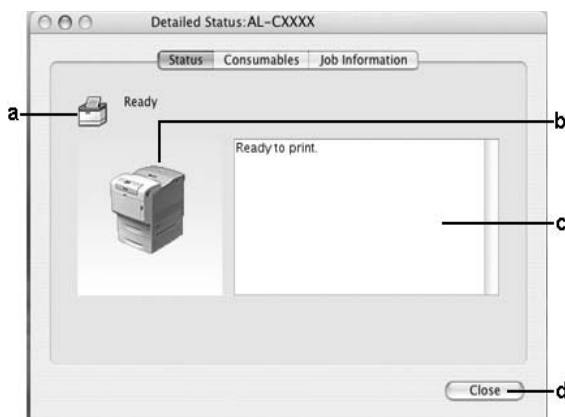 Detailed Status:AL-CXXXX
Status Consumables Job Information
a
Ready
b
Ready to print.
c
Close
d